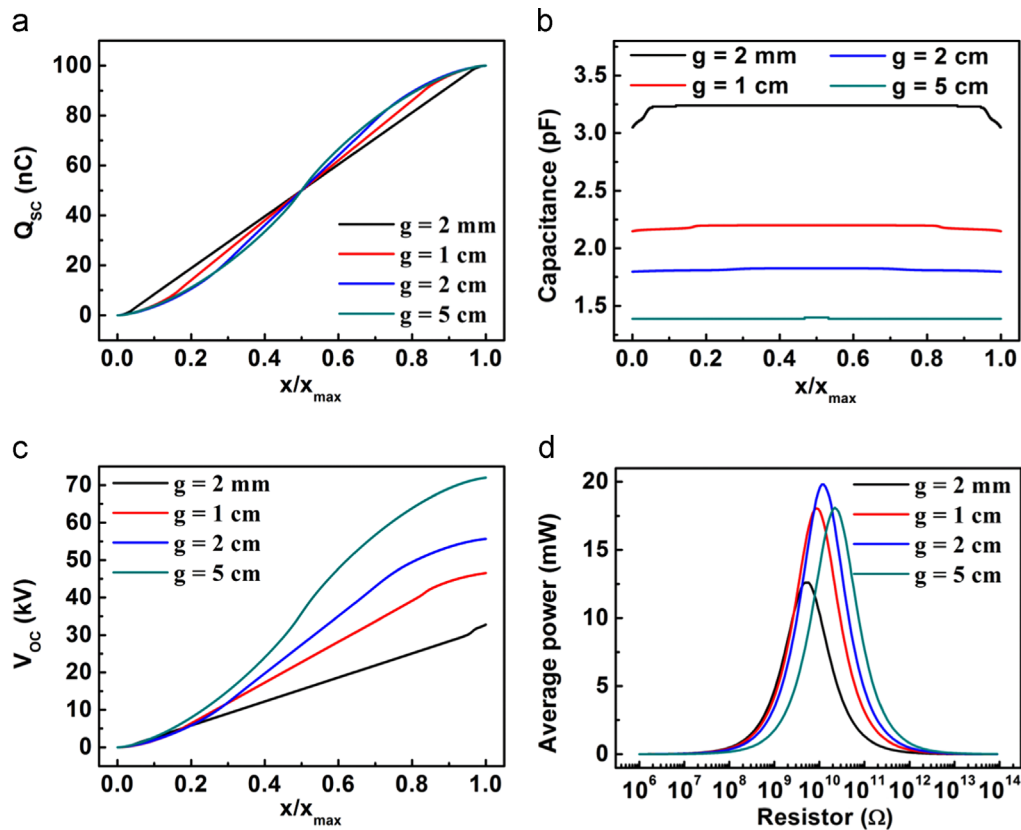 a
Q_SC (nC)
100
80
60
40
20
0
g = 2 mm
g = 1 cm
g = 2 cm
g = 5 cm
0.0 0.2 0.4 0.6 0.8 1.0
x/x_max
b
Capacitance (pF)
3.5
3.0
2.5
2.0
1.5
g = 2 mm g = 2 cm
g = 1 cm g = 5 cm
0.0 0.2 0.4 0.6 0.8 1.0
x/x_max
c
V_OC (kV)
70
60
50
40
30
20
10
0
g = 2 mm
g = 1 cm
g = 2 cm
g = 5 cm
0.0 0.2 0.4 0.6 0.8 1.0
x/x_max
d
Average power (mW)
20
15
10
5
0
g = 2 mm
g = 1 cm
g = 2 cm
g = 5 cm
10^6 10^7 10^8 10^9 10^10 10^11 10^12 10^13 10^14
Resistor (Ω)